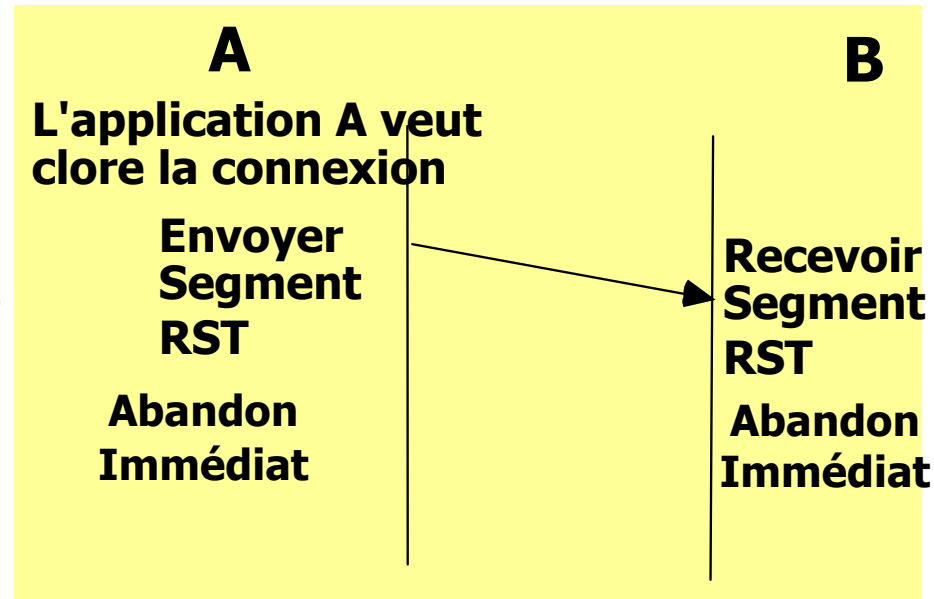 A
B
L'application A veut
clore la connexion
Envoyer
Segment
RST
Recevoir
Segment
RST
Abandon
Immédiat
Abandon
Immédiat